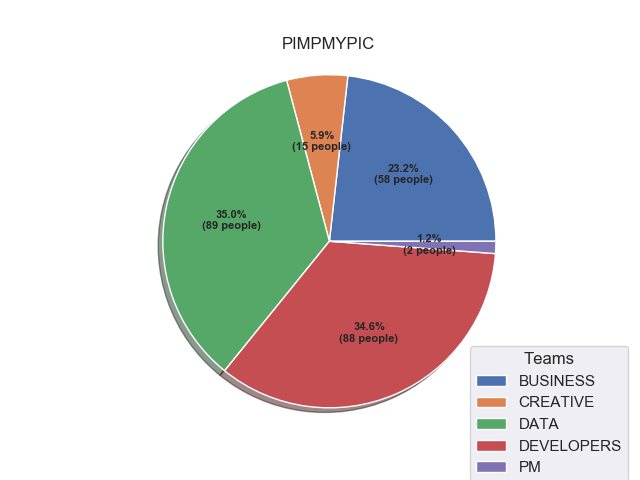 PIMPMYPIC
5.9%
(15 people)
23.2%
(58 people)
35.0%
(89 people)
1.2%
(2 people)
34.6%
(88 people)
Teams
BUSINESS
CREATIVE
DATA
DEVELOPERS
PM